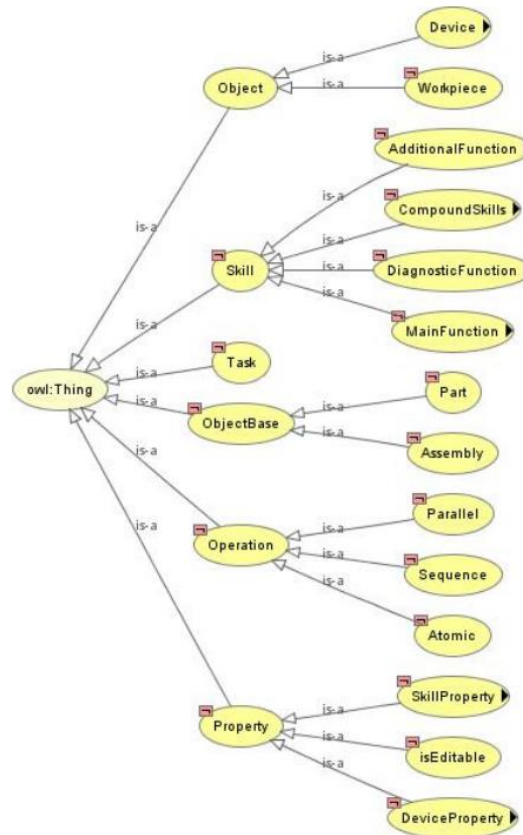 Device
is-a
Object
is-a
Workpiece
AdditionalFunction
is-a
CompoundSkills
is-a
is-a
Skill
is-a
DiagnosticFunction
is-a
is-a
MainFunction
Task
is-a
owl:Thing
is-a
ObjectBase
is-a
Part
is-a
Assembly
is-a
Parallel
is-a
Operation
is-a
Sequence
is-a
is-a
Atomic
SkillProperty
is-a
Property
is-a
isEditable
is-a
DeviceProperty